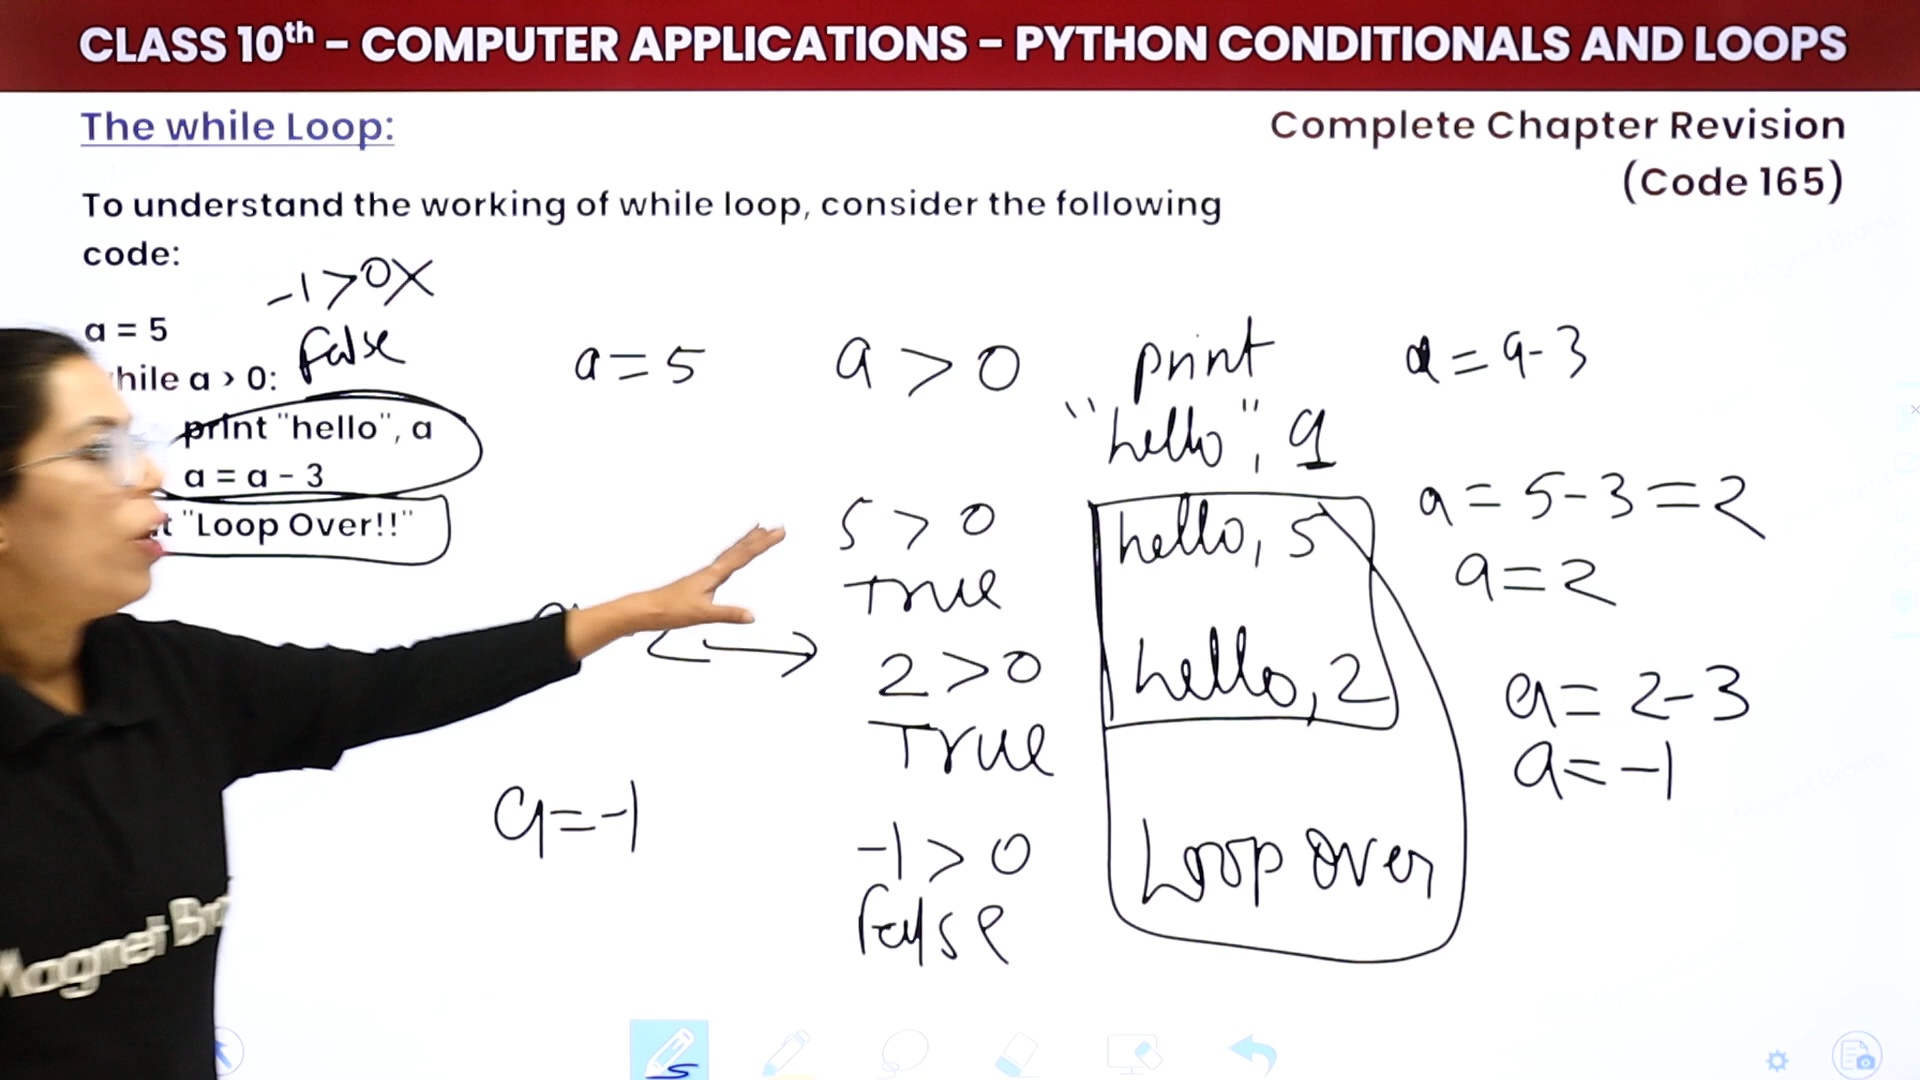 CLASS 10th – COMPUTER APPLICATIONS – PYTHON CONDITIONALS AND LOOPS
The while Loop:
Complete Chapter Revision
(Code 165)
To understand the working of while loop, consider the following
code:
-1>0X
False
a = 5
hile a > 0:
print "hello", a
a = a - 3
t "Loop Over!!"
a=5
a > 0
print
"hello", a
a = a-3
5 > 0
True
hello, 5
a = 5-3=2
a=2
2 >0
True
hello, 2
a= 2-3
a= -1
a=-1
-1 > 0
False
Loop Over
Magnet Br